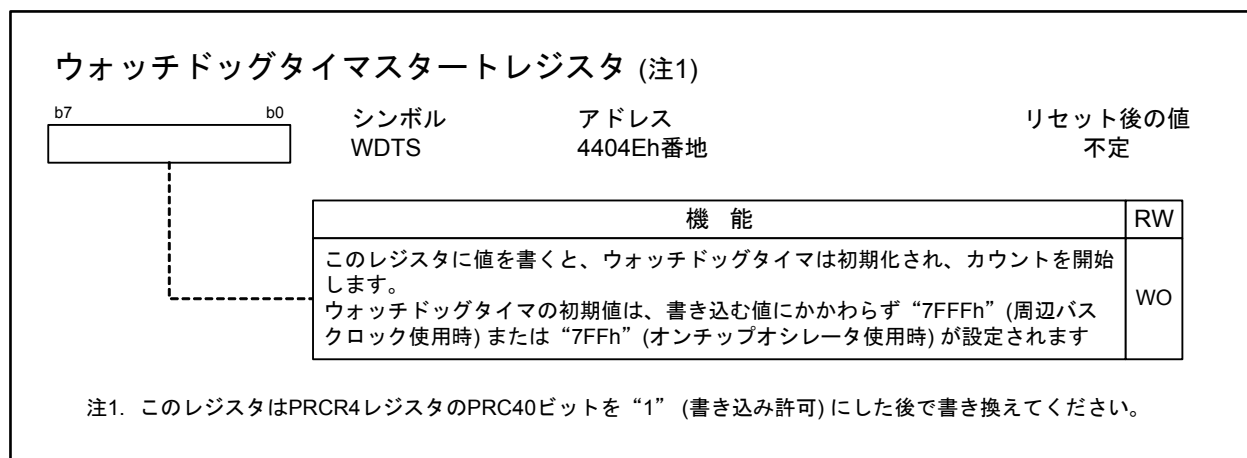 ウォッチドッグタイマスタートレジスタ (注1)
b7 b0 シンボル アドレス リセット後の値
WDTS 4404Eh番地 不定
機 能 RW
このレジスタに値を書くと、ウォッチドッグタイマは初期化され、カウントを開始
します。
ウォッチドッグタイマの初期値は、書き込む値にかかわらず“7FFFh” (周辺バス
クロック使用時) または“7FFh” (オンチップオシレータ使用時) が設定されます
WO
注1. このレジスタはPRCR4レジスタのPRC40ビットを“1” (書き込み許可) にした後で書き換えてください。